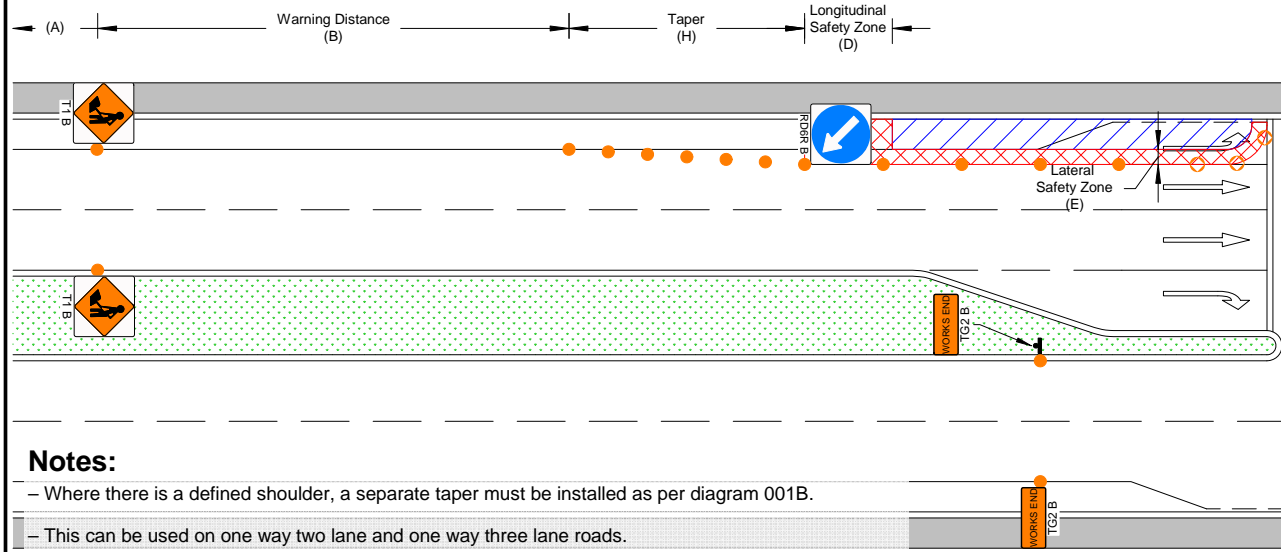 (A)
Warning Distance
(B)
Taper
(H)
Longitudinal
Safety Zone
(D)
T1 B
RD6R B
Lateral
Safety Zone
(E)
T1 B
WORKS END
TG2 B
Notes:
– Where there is a defined shoulder, a separate taper must be installed as per diagram 001B.
– This can be used on one way two lane and one way three lane roads.
WORKS END
TG2 B